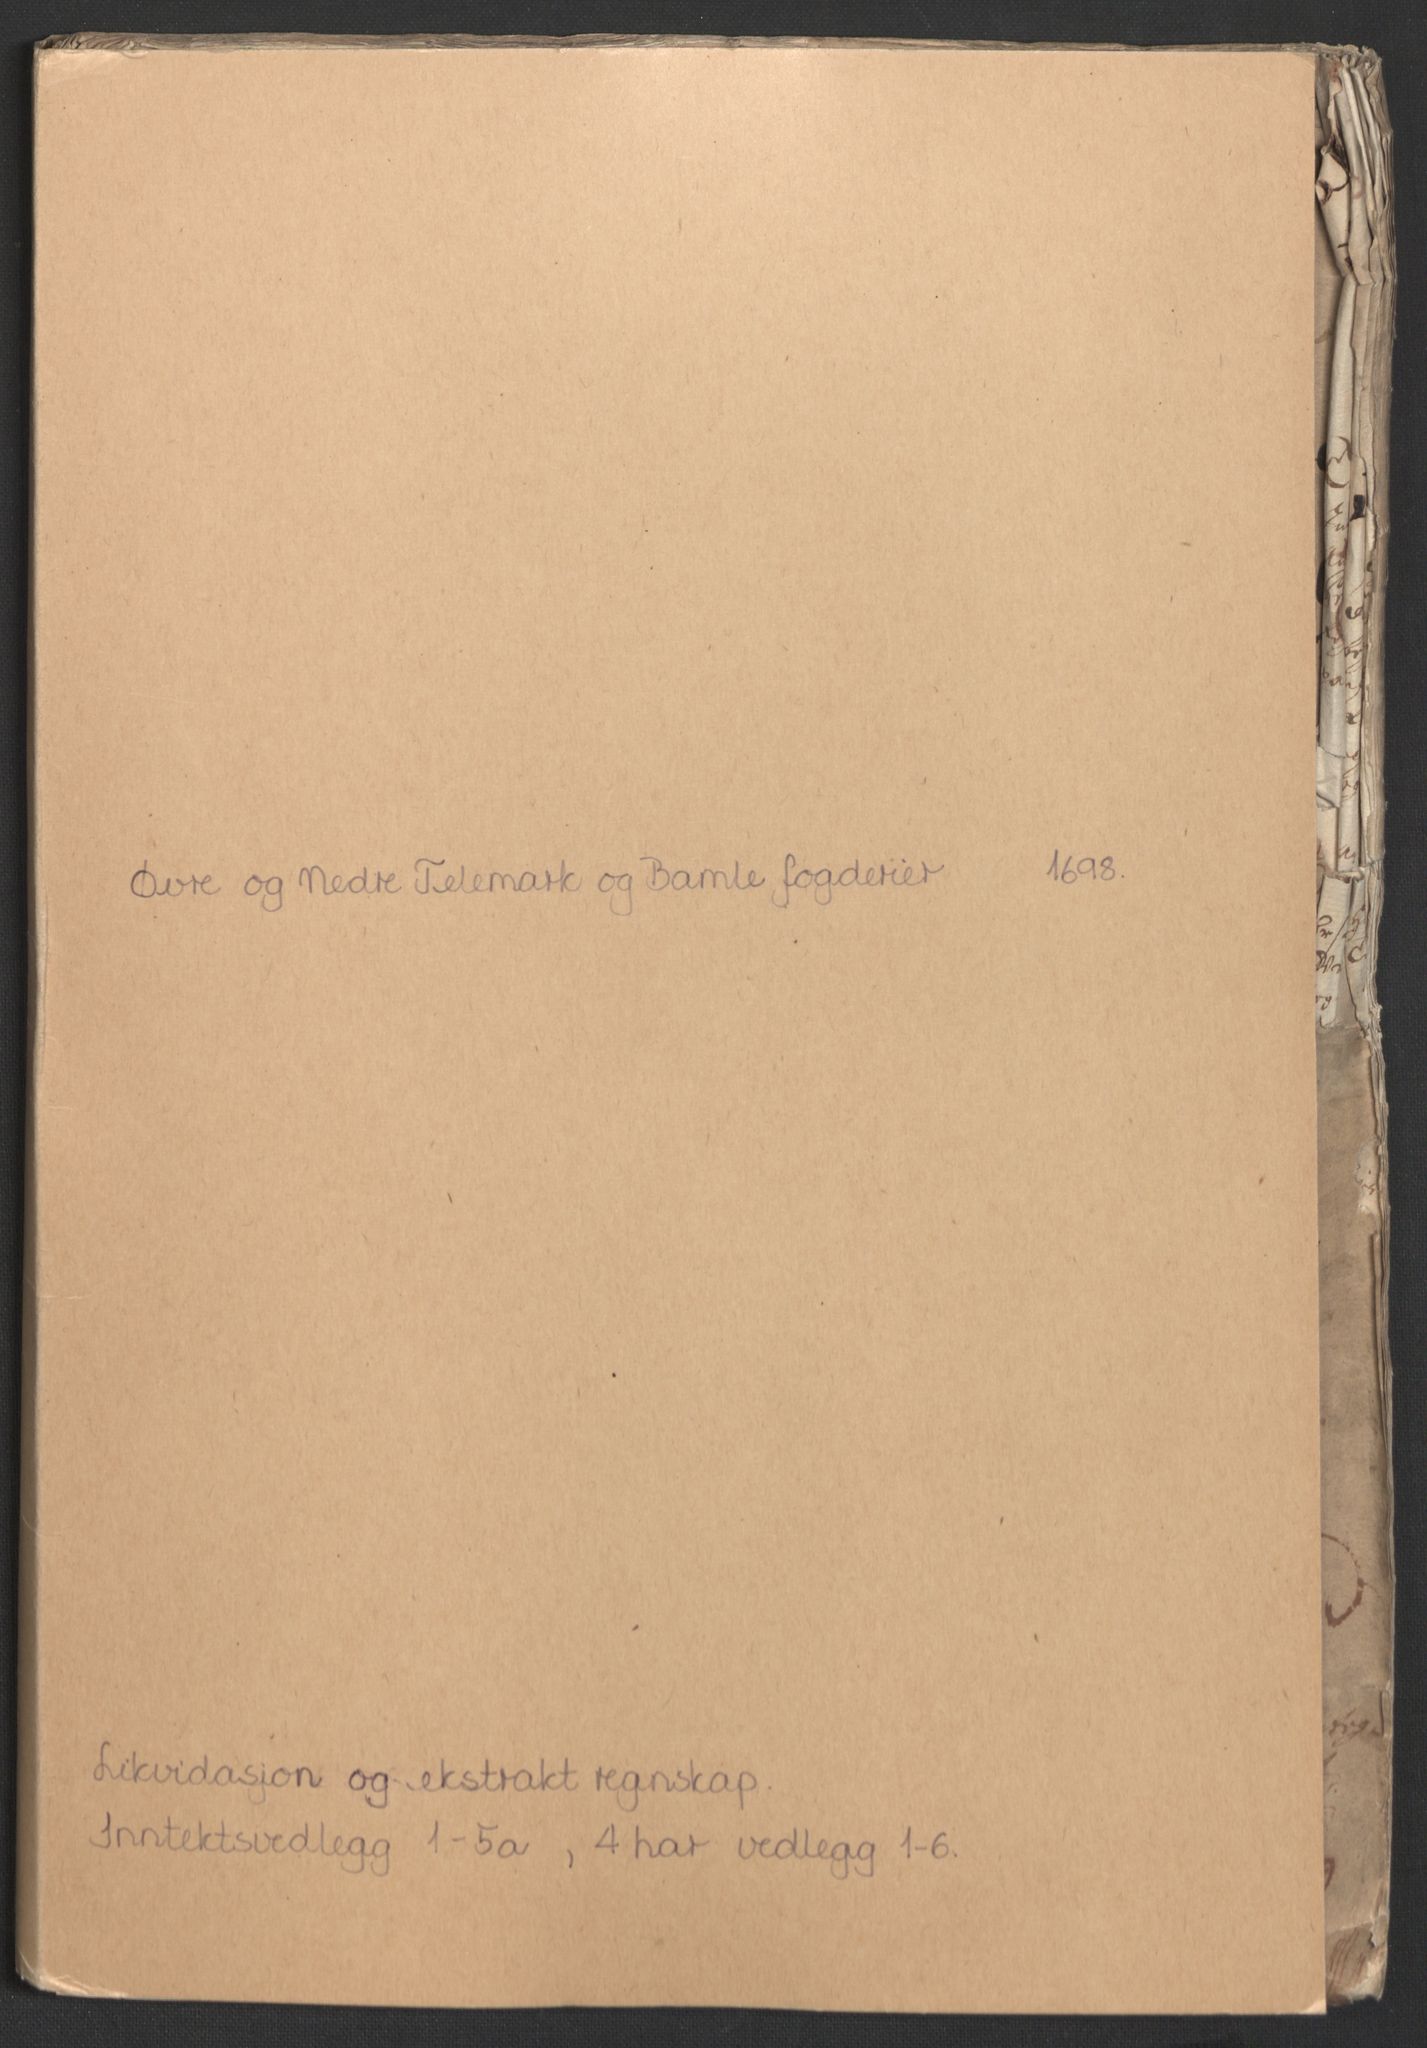 Øvre og Nedre Telemark og Bamle fogderier 1698.
Likvidasjon og ekstrakt regnskap.
Inntektsvedlegg 1-5a, 4 har vedlegg 1-6.